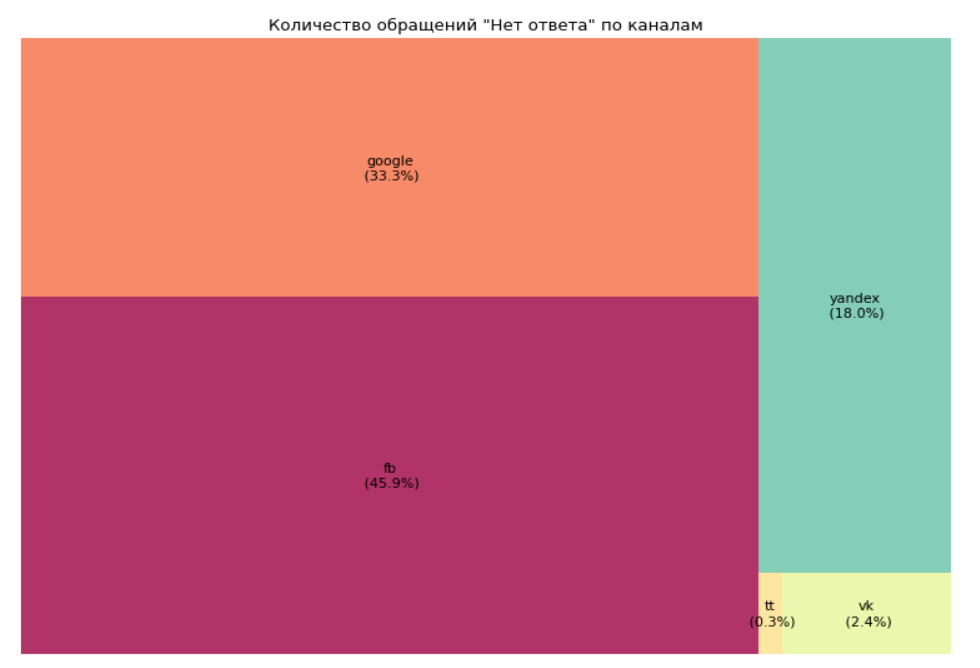 Количество обращений "Нет ответа" по каналам
google
(33.3%)
yandex
(18.0%)
fb
(45.9%)
tt
(0.3%)
vk
(2.4%)